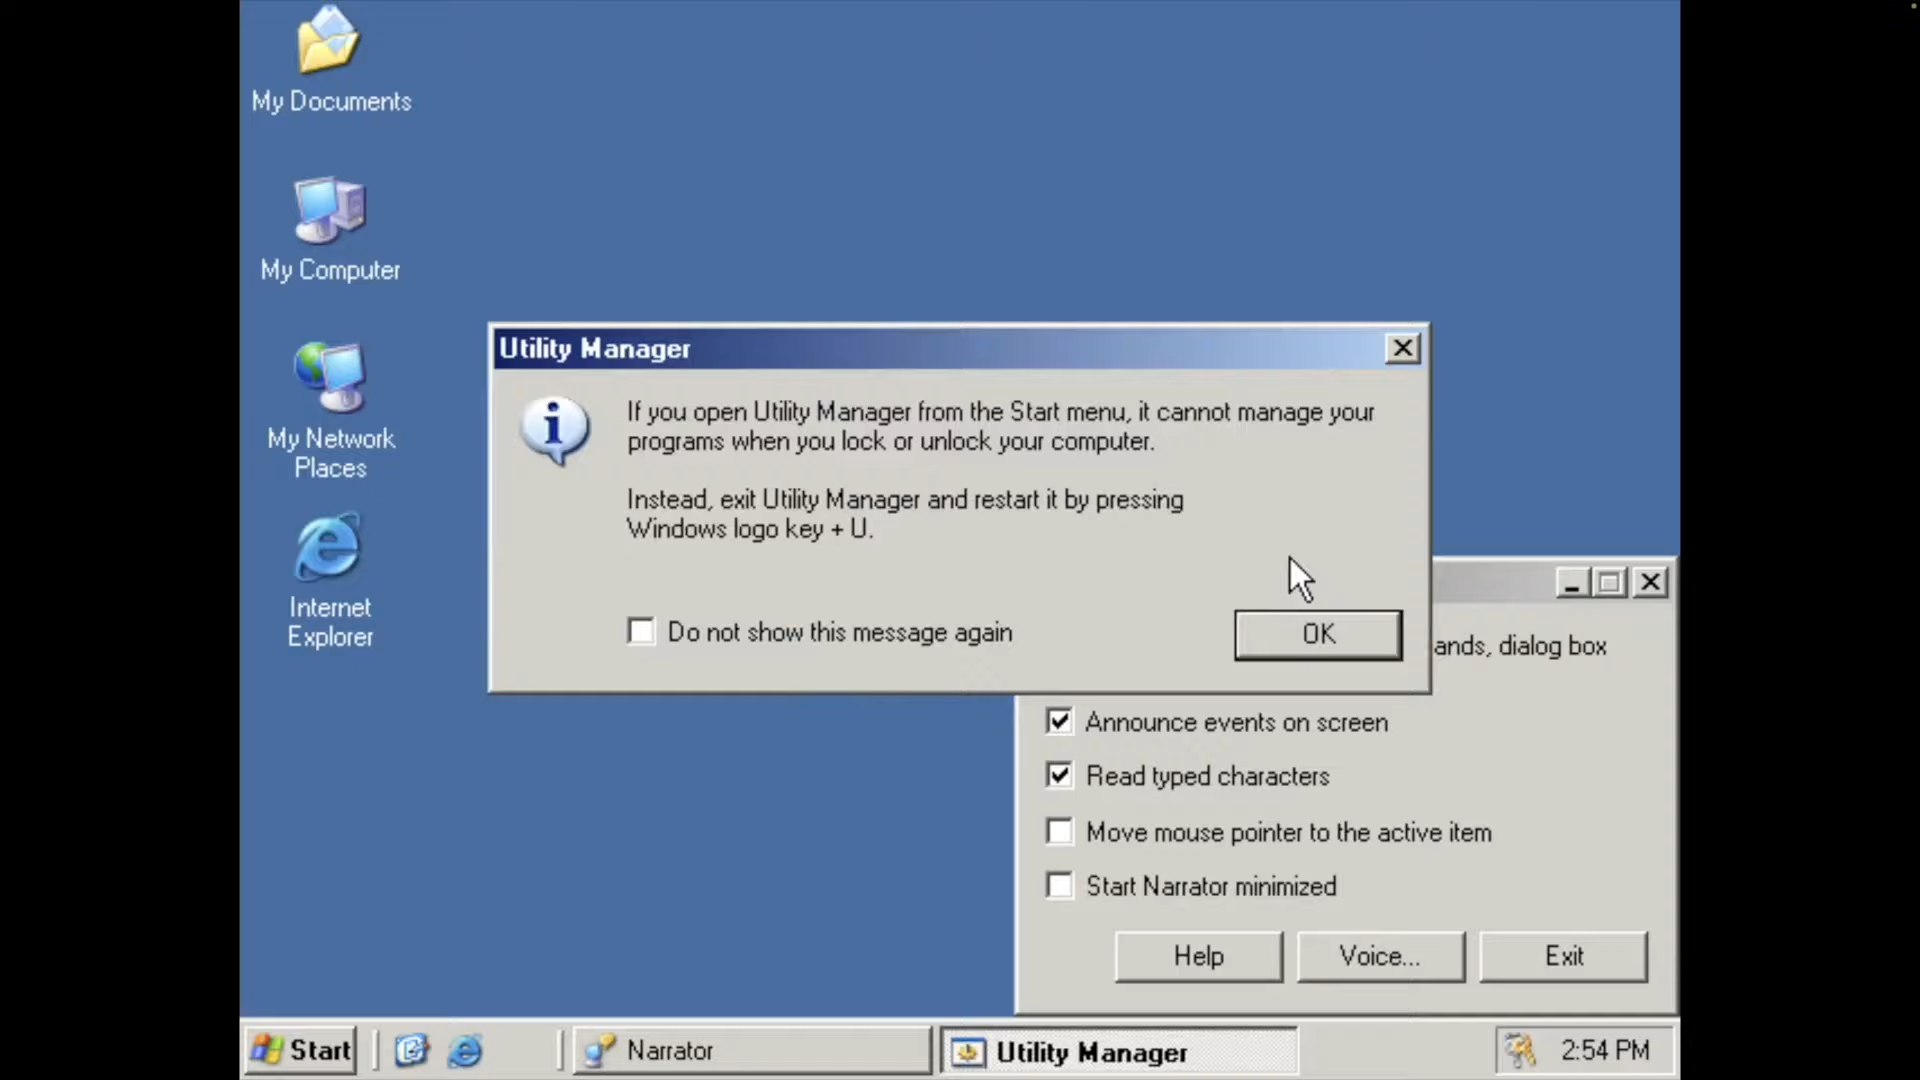 My Documents
My Computer
My Network
Places
Internet
Explorer
Utility Manager
If you open Utility Manager from the Start menu, it cannot manage your
programs when you lock or unlock your computer.
Instead, exit Utility Manager and restart it by pressing
Windows logo key + U.
Do not show this message again
OK
ands, dialog box
Announce events on screen
Read typed characters
Move mouse pointer to the active item
Start Narrator minimized
Help
Voice...
Exit
Start
Narrator
Utility Manager
2:54 PM